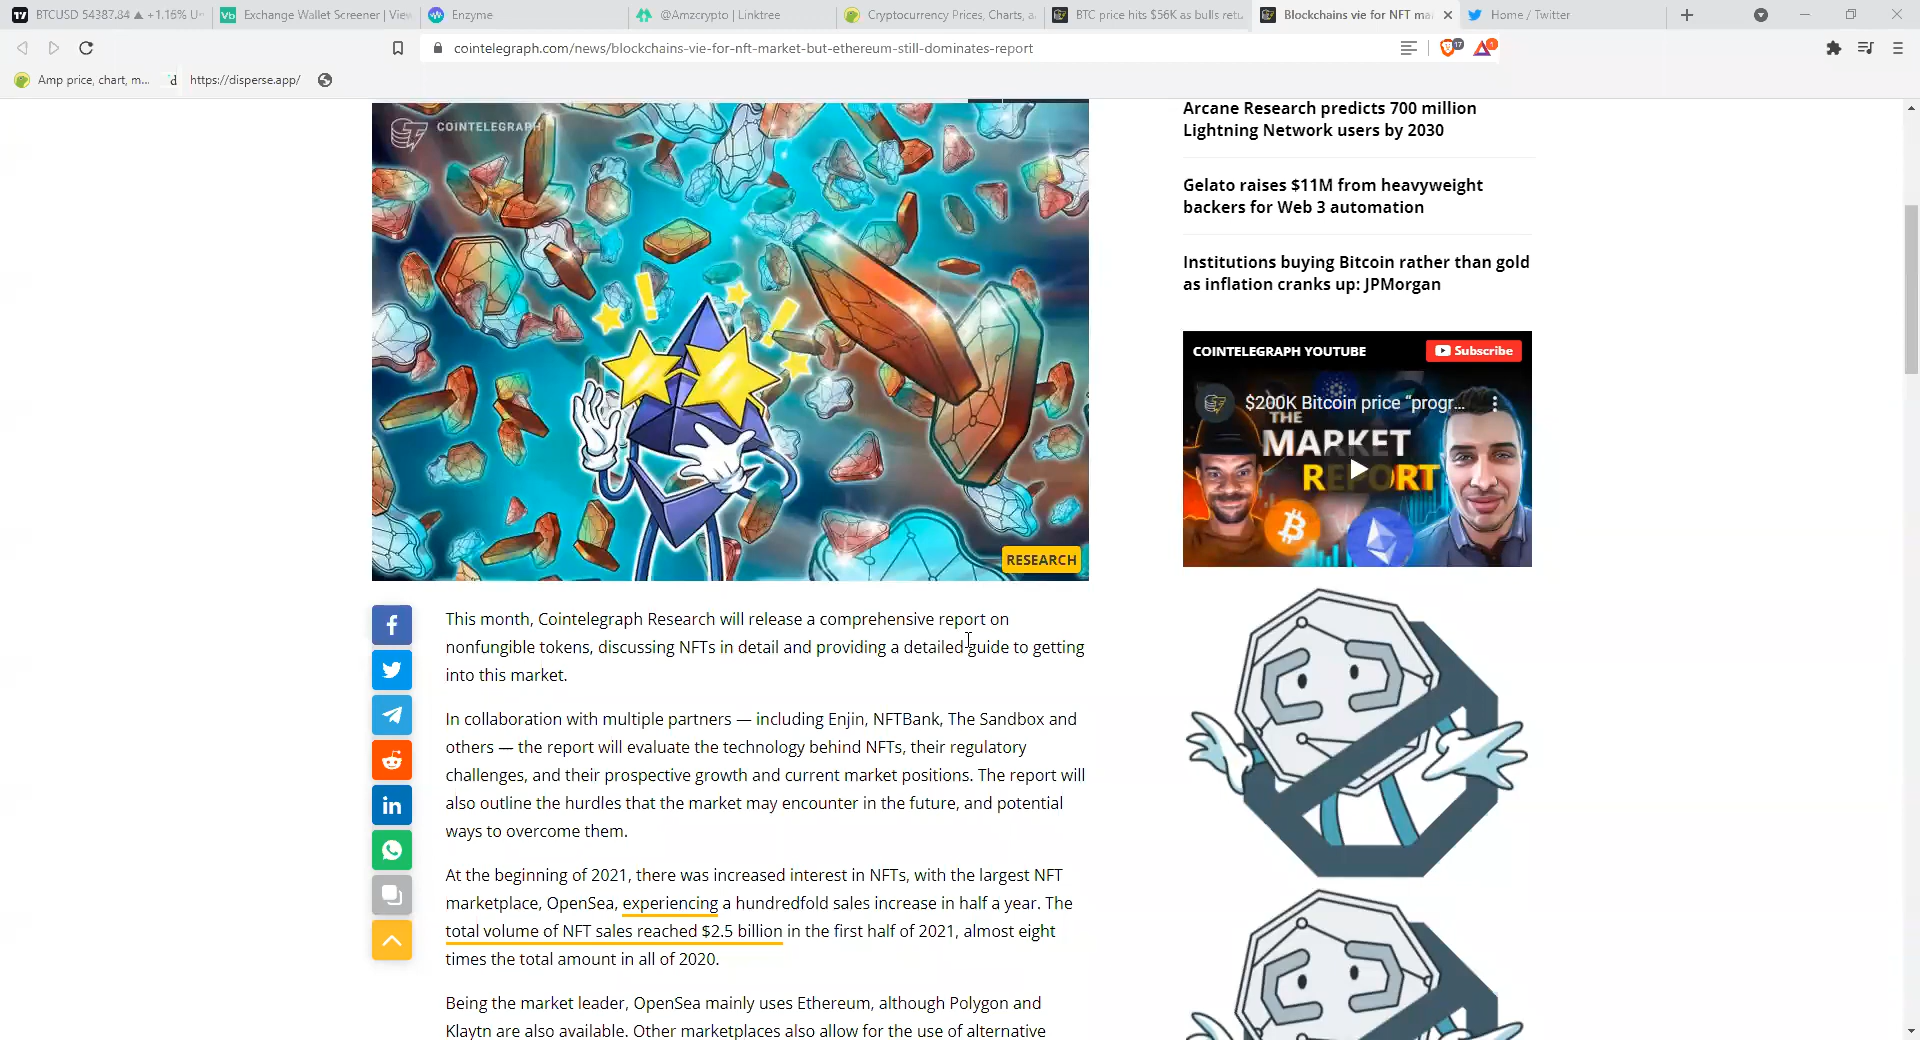 BTCUSD 54387.84 ▲ +1.16% U
Exchange Wallet Screener | View
Enzyme
@Amzcrypto | Linktree
Cryptocurrency Prices, Charts, a
BTC price hits $56K as bulls retu
Blockchains vie for NFT ma
Home / Twitter
cointelegraph.com/news/blockchains-vie-for-nft-market-but-ethereum-still-dominates-report
17
1
Amp price, chart, m...
d https://disperse.app/
COINTELEGRAPH
RESEARCH
This month, Cointelegraph Research will release a comprehensive report on
nonfungible tokens, discussing NFTs in detail and providing a detailed guide to getting
into this market.
In collaboration with multiple partners — including Enjin, NFTBank, The Sandbox and
others — the report will evaluate the technology behind NFTs, their regulatory
challenges, and their prospective growth and current market positions. The report will
also outline the hurdles that the market may encounter in the future, and potential
ways to overcome them.
At the beginning of 2021, there was increased interest in NFTs, with the largest NFT
marketplace, OpenSea, experiencing a hundredfold sales increase in half a year. The
total volume of NFT sales reached $2.5 billion in the first half of 2021, almost eight
times the total amount in all of 2020.
Being the market leader, OpenSea mainly uses Ethereum, although Polygon and
Klaytn are also available. Other marketplaces also allow for the use of alternative
Arcane Research predicts 700 million
Lightning Network users by 2030
Gelato raises $11M from heavyweight
backers for Web 3 automation
Institutions buying Bitcoin rather than gold
as inflation cranks up: JPMorgan
COINTELEGRAPH YOUTUBE
Subscribe
$200K Bitcoin price “progr...
THE
MARKET
REPORT